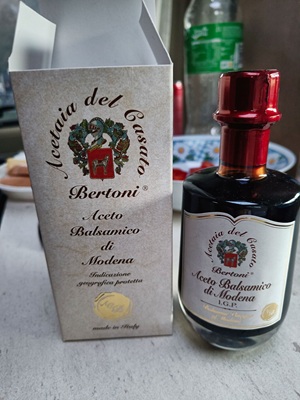 Acetaia del Casato
Bertoni®
Aceto
Balsamico
di
Modena
Indicazione
geografica protetta
made in Italy
Acetaia del Casato
Bertoni®
Aceto Balsamico
di Modena
I.G.P.